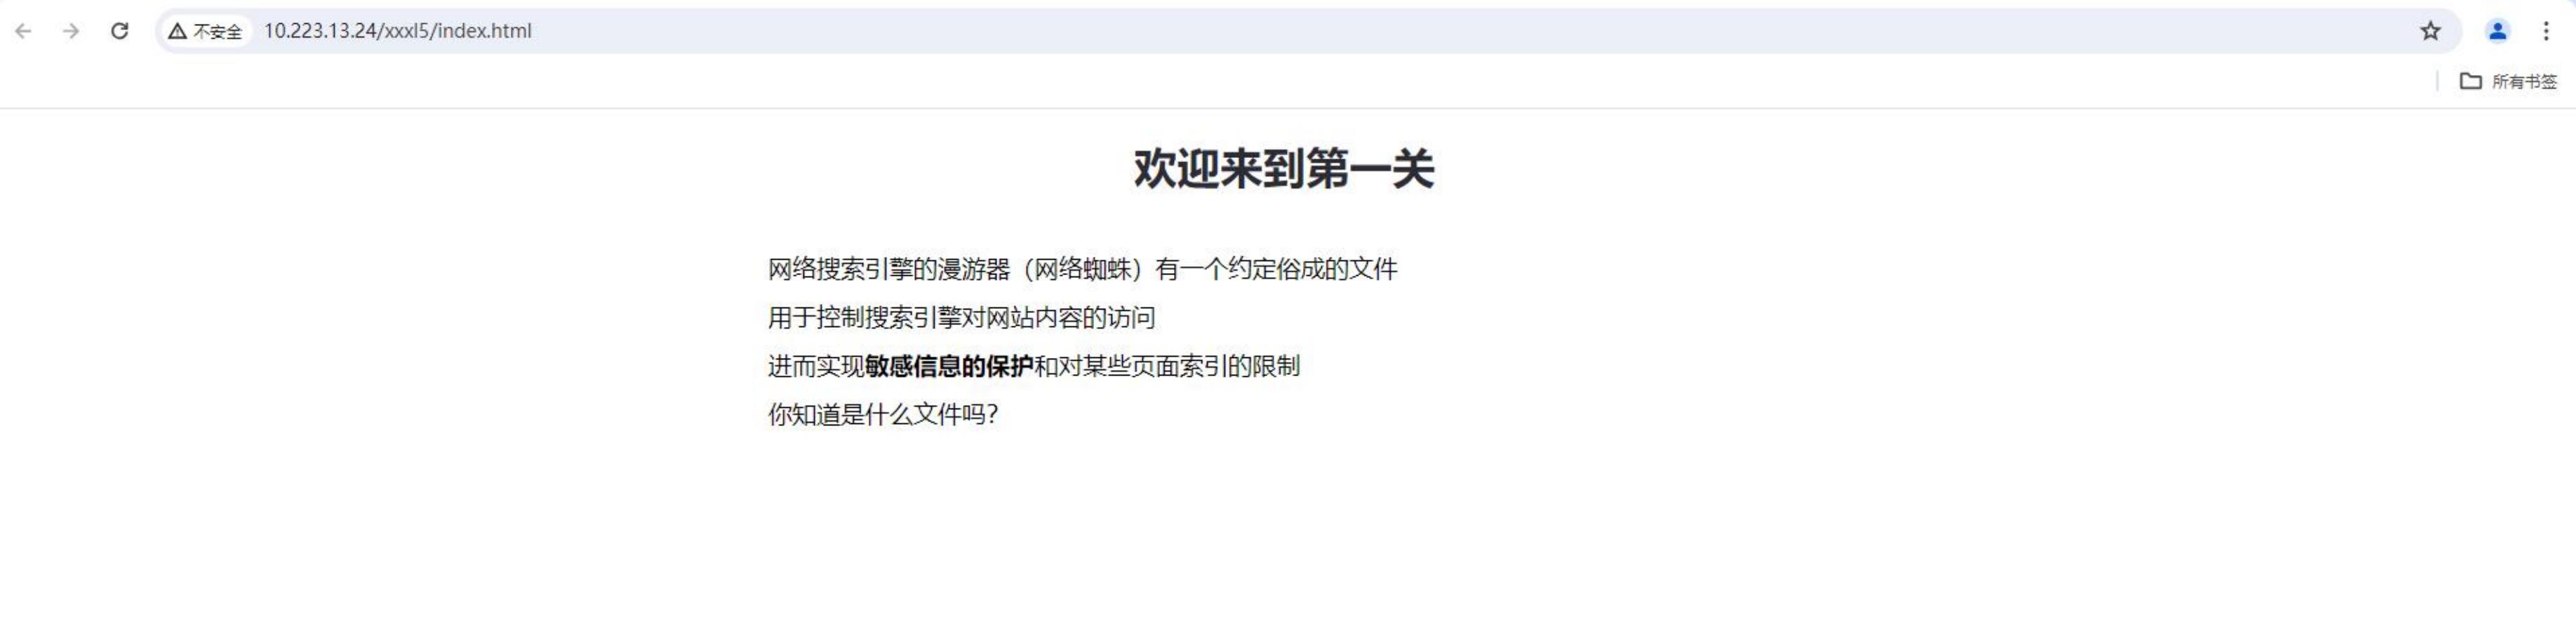 不安全 10.223.13.24/xxxl5/index.html
所有书签
欢迎来到第一关
网络搜索引擎的漫游器（网络蜘蛛）有一个约定俗成的文件
用于控制搜索引擎对网站内容的访问
进而实现敏感信息的保护和对某些页面索引的限制
你知道是什么文件吗？